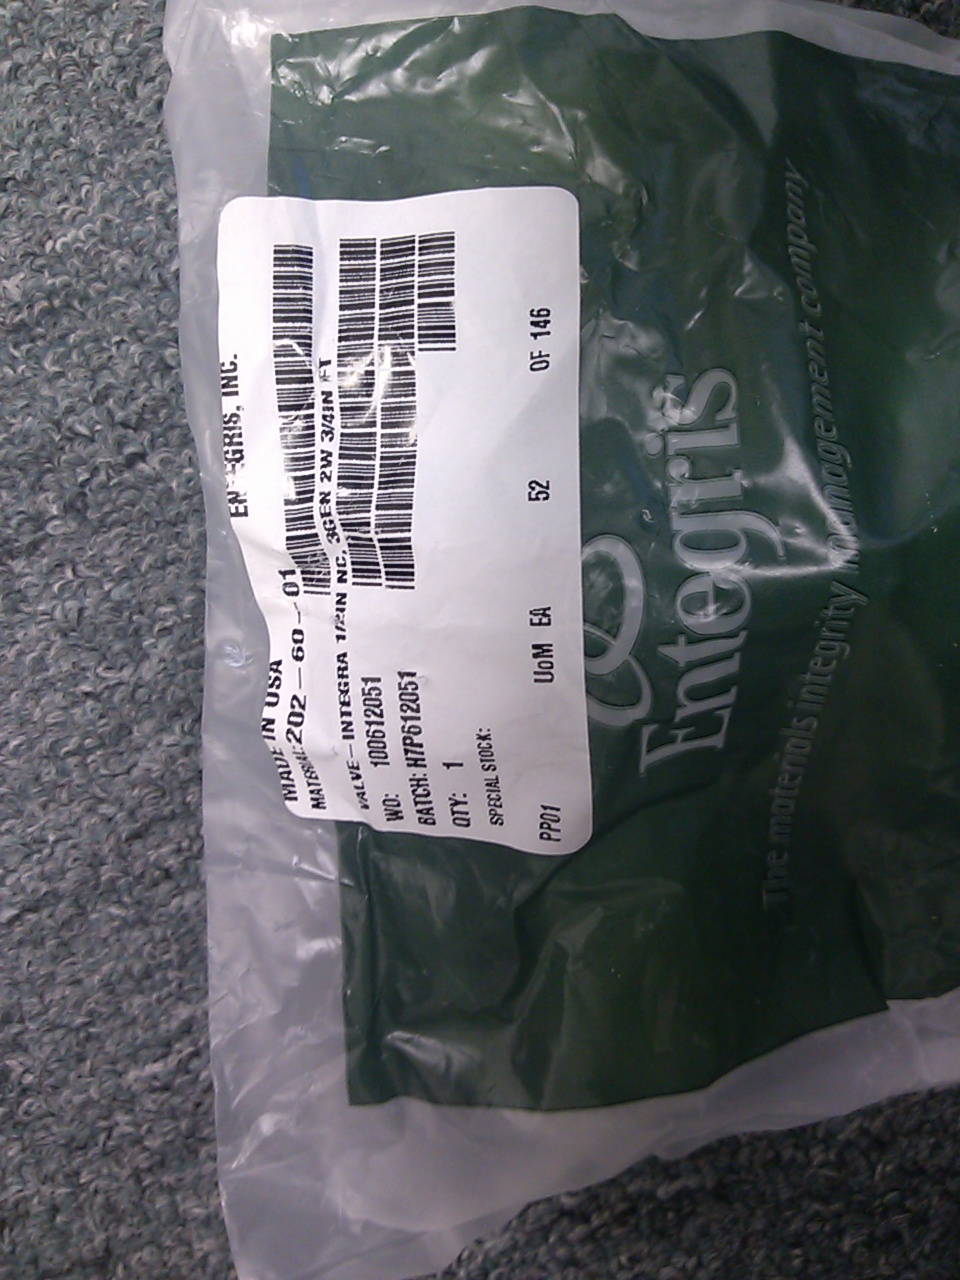 ENTEGRIS, INC.
MADE IN USA
MATERIAL: 202-60-01
VALVE-INTEGRA 1/2IN NC, 3GEN 2W 3/4IN FT
WO: 100612051
BATCH: H7P612051
QTY: 1
SPECIAL STOCK:
PP01 UoM EA 52 OF 146
Entegris
The materials integrity management company